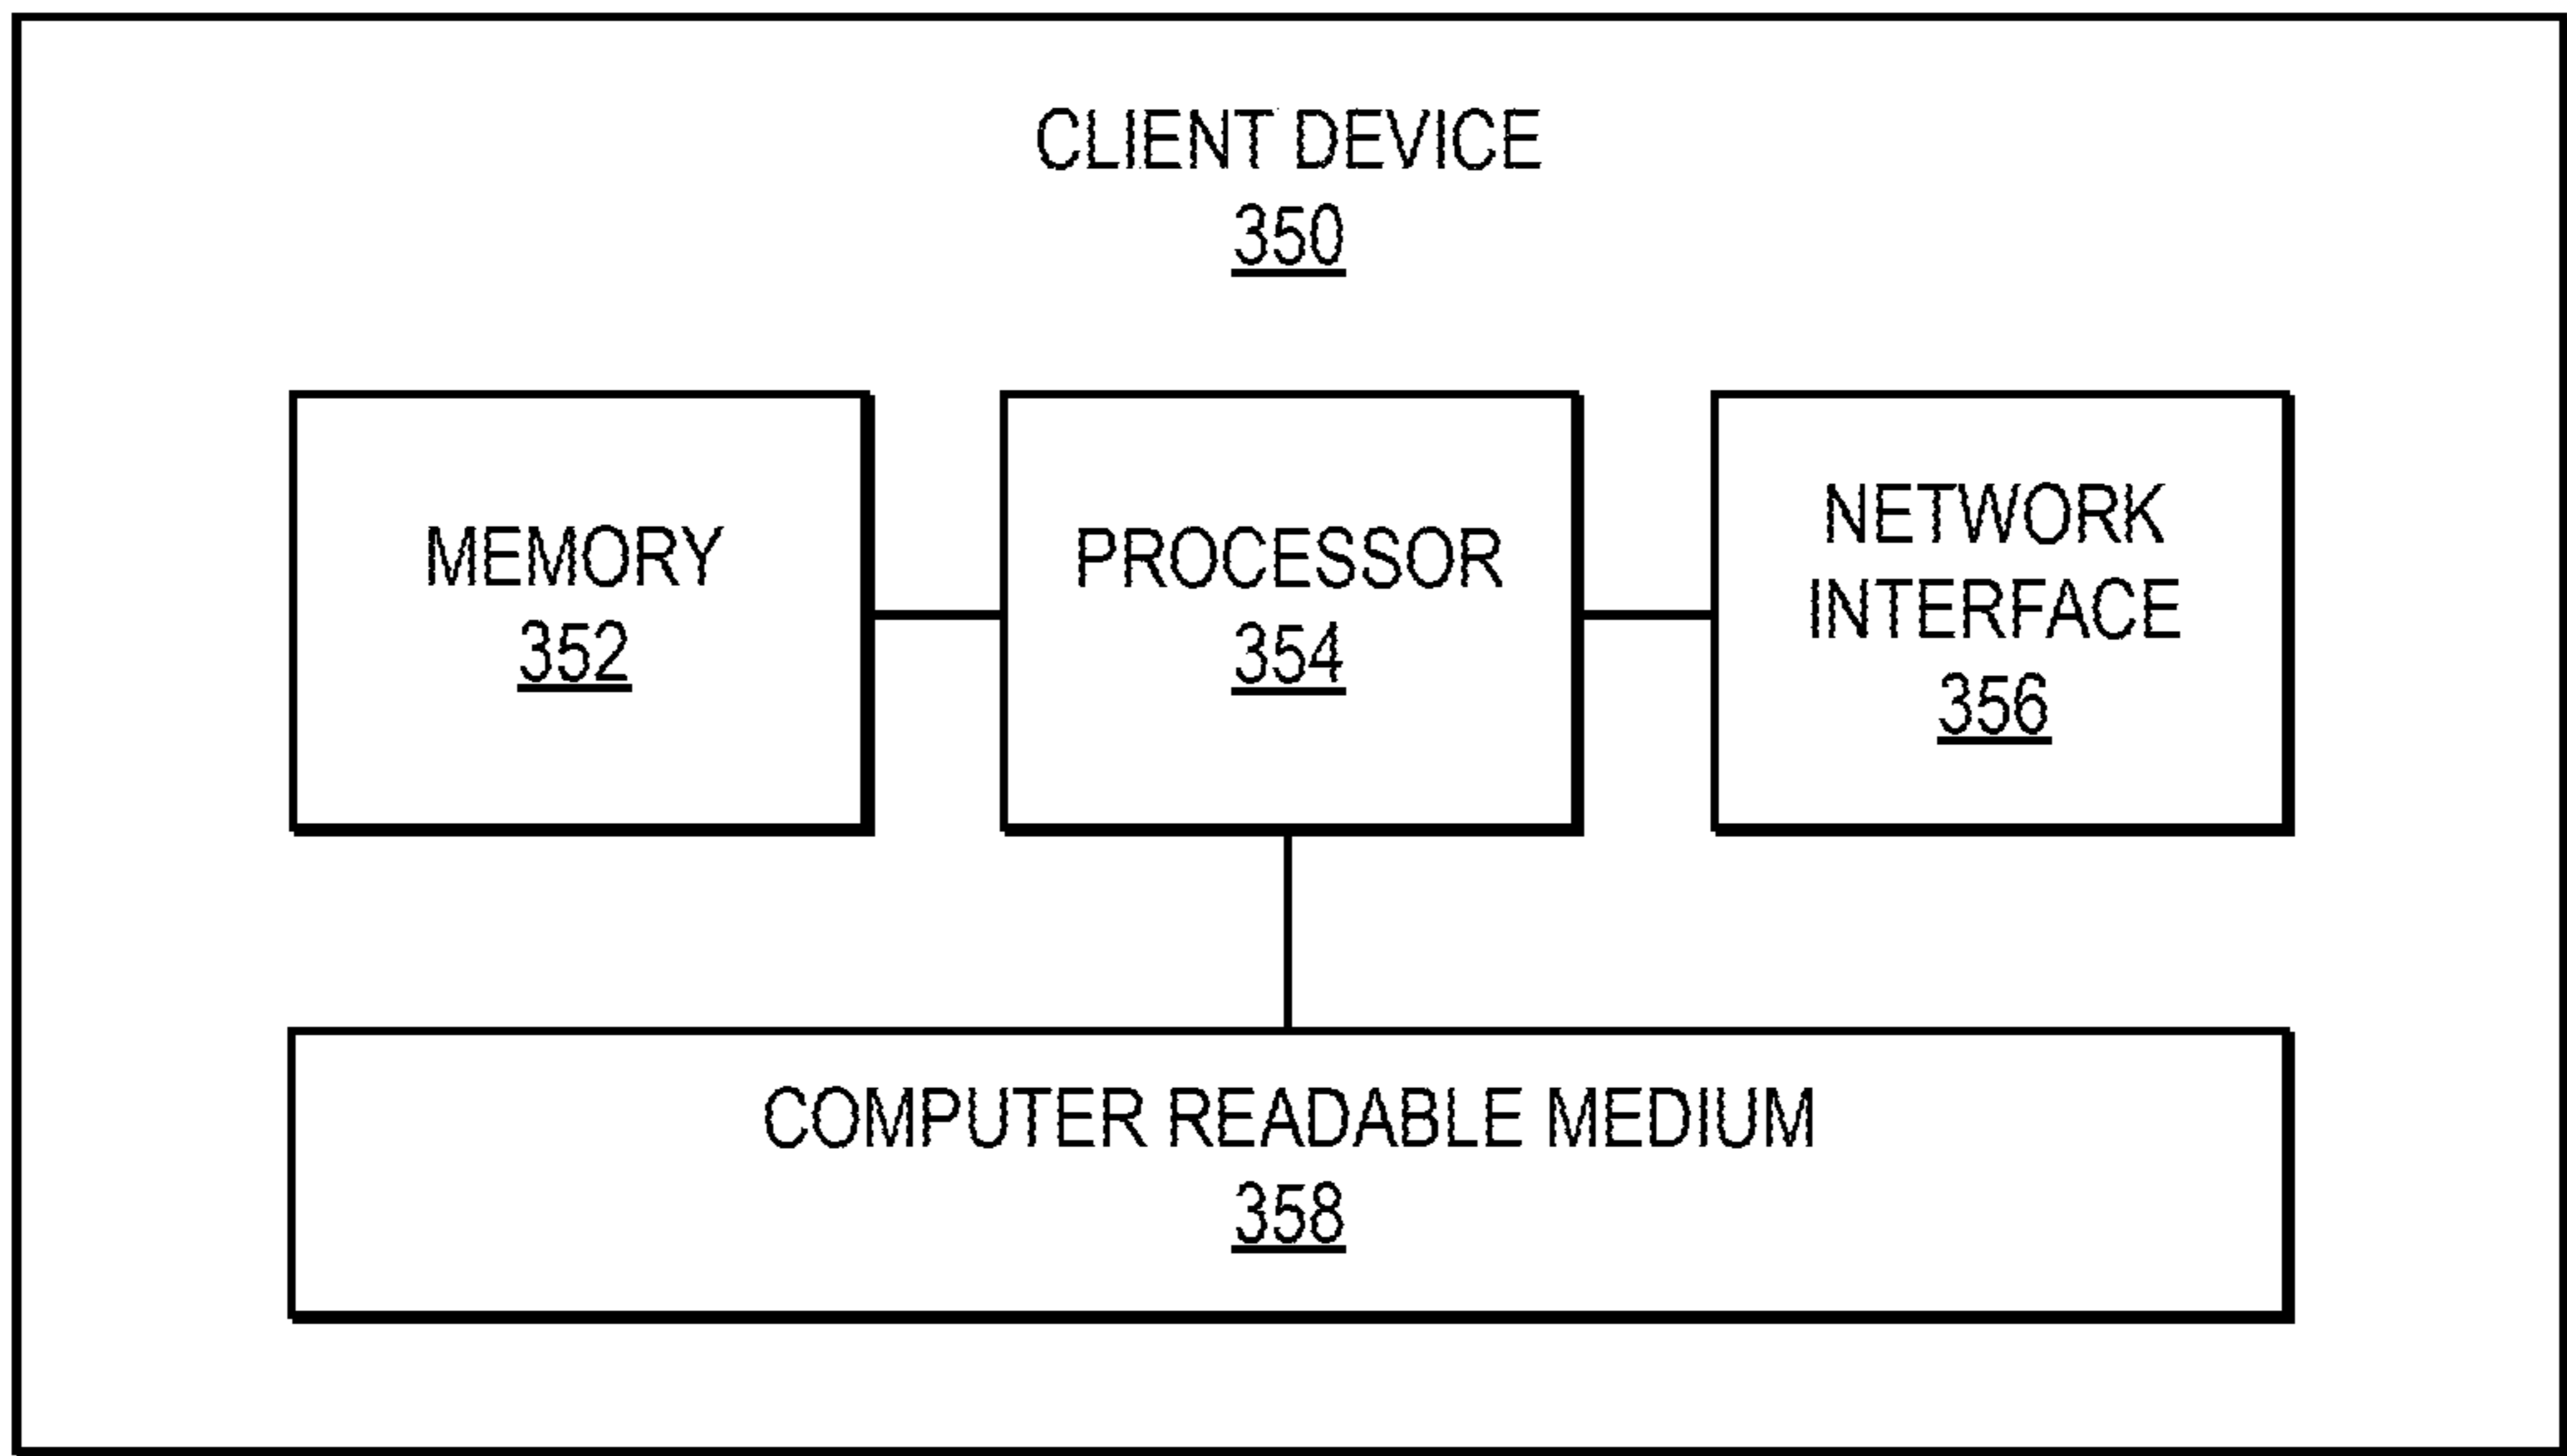 CLIENT DEVICE
350
MEMORY
352
PROCESSOR
354
NETWORK
INTERFACE
356
COMPUTER READABLE MEDIUM
358